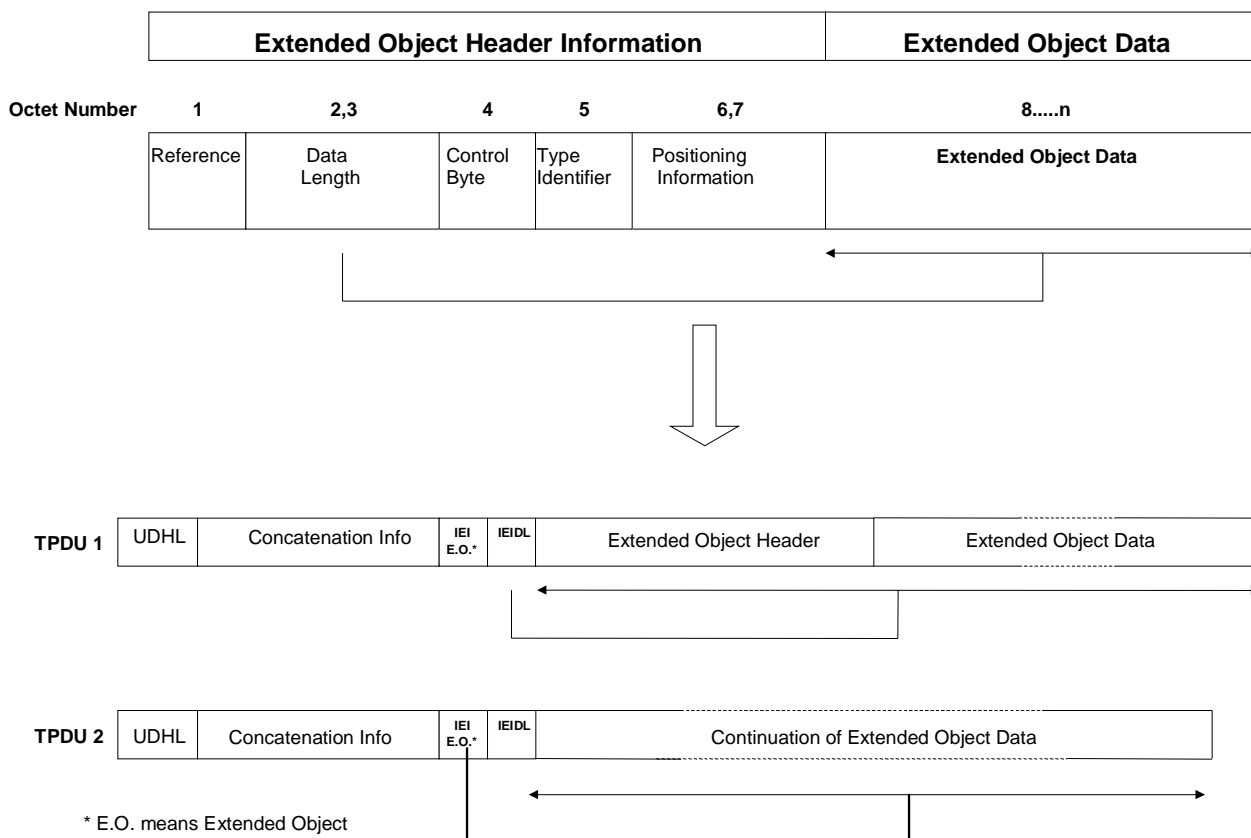 Extended Object Header Information Extended Object Data
Octet Number 1 2,3 4 5 6,7 8.....n
Reference Data Control Type Positioning Extended Object Data
Length Byte Identifier Information
TPDU 1 UDHL Concatenation Info IEI E.O.* IEIDL Extended Object Header Extended Object Data
TPDU 2 UDHL Concatenation Info IEI E.O.* IEIDL Continuation of Extended Object Data
* E.O. means Extended Object